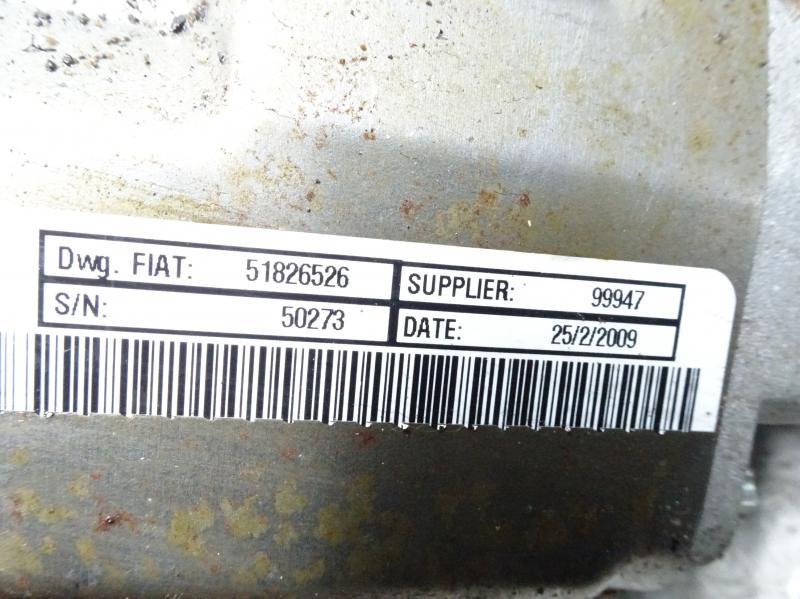 Dwg. FIAT: 51826526 SUPPLIER: 99947
S/N: 50273 DATE: 25/2/2009